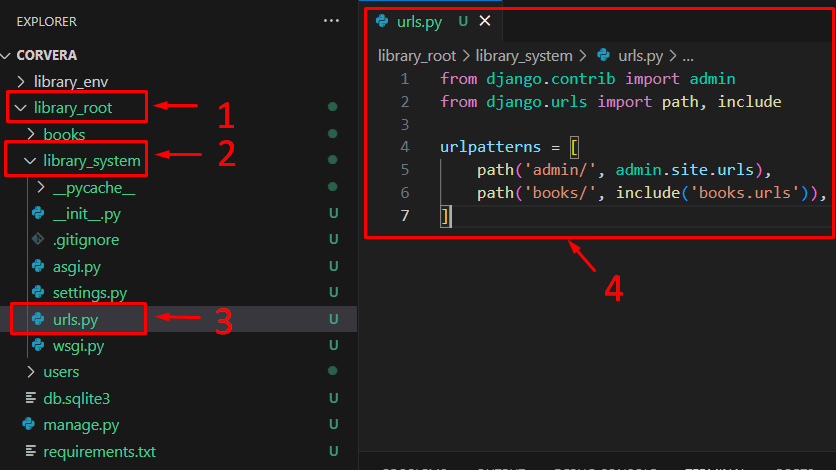 EXPLORER
...
CORVERA
library_env
library_root
1
books
library_system
2
__pycache__
__init__.py U
.gitignore U
asgi.py U
settings.py U
urls.py U
3
wsgi.py U
users
db.sqlite3 U
manage.py U
requirements.txt U
urls.py U
library_root > library_system > urls.py > ...
1 from django.contrib import admin
2 from django.urls import path, include
3
4 urlpatterns = [
5     path('admin/', admin.site.urls),
6     path('books/', include('books.urls')),
7 ]
4